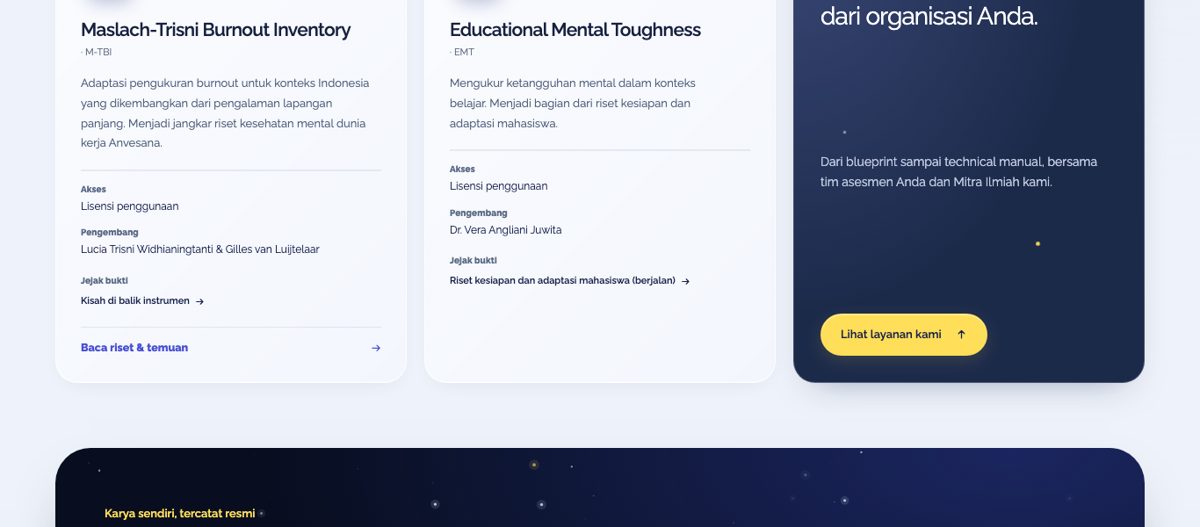 Maslach-Trisni Burnout Inventory
· M-TBI
Adaptasi pengukuran burnout untuk konteks Indonesia
yang dikembangkan dari pengalaman lapangan
panjang. Menjadi jangkar riset kesehatan mental dunia
kerja Anvesana.
Akses
Lisensi penggunaan
Pengembang
Lucia Trisni Widhianingtanti & Gilles van Luijtelaar
Jejak bukti
Kisah di balik instrumen →
Baca riset & temuan →
Educational Mental Toughness
· EMT
Mengukur ketangguhan mental dalam konteks
belajar. Menjadi bagian dari riset kesiapan dan
adaptasi mahasiswa.
Akses
Lisensi penggunaan
Pengembang
Dr. Vera Angliani Juwita
Jejak bukti
Riset kesiapan dan adaptasi mahasiswa (berjalan) →
dari organisasi Anda.
Dari blueprint sampai technical manual, bersama
tim asesmen Anda dan Mitra Ilmiah kami.
Lihat layanan kami ↑
Karya sendiri, tercatat resmi